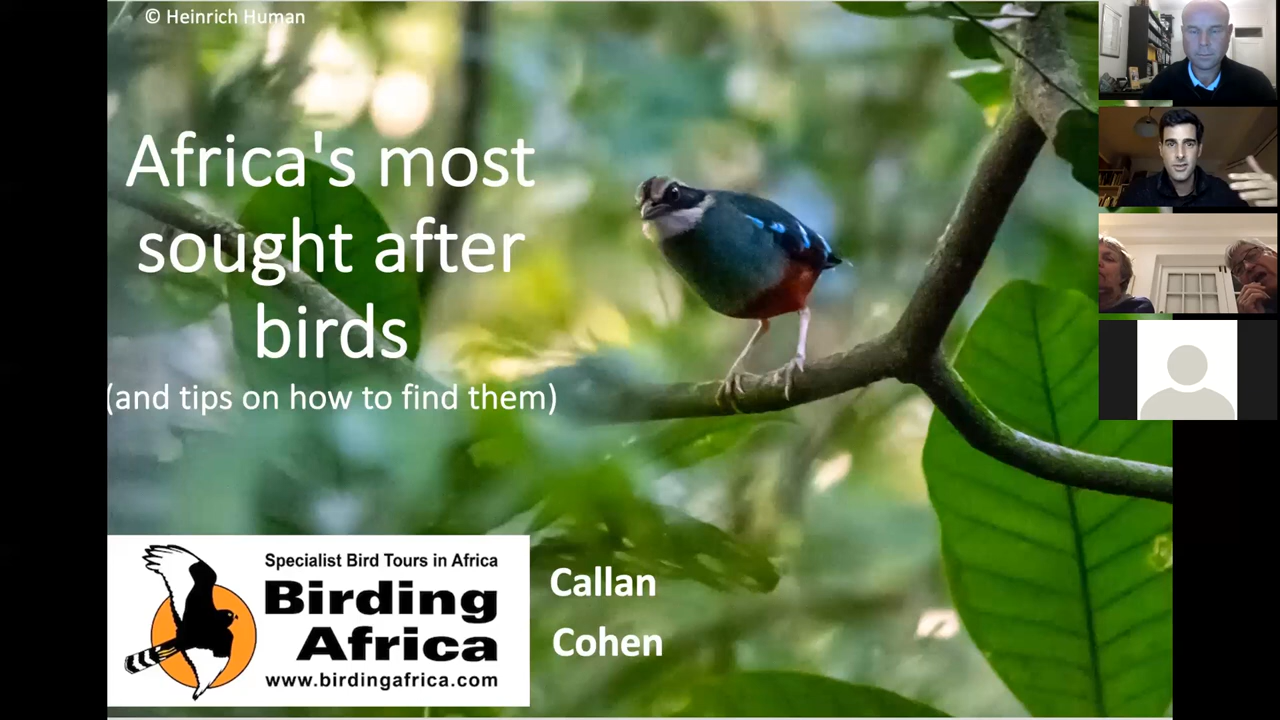 © Heinrich Human
Africa's most
sought after
birds
(and tips on how to find them)
Specialist Bird Tours in Africa
Birding
Africa
www.birdingafrica.com
Callan
Cohen